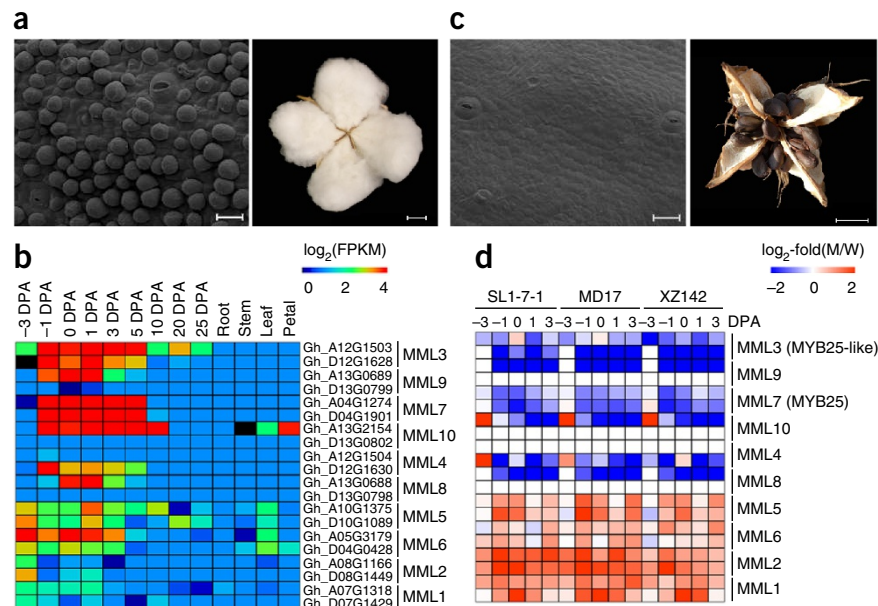 a
c
b
log2(FPKM)
0 2 4
−3 DPA
−1 DPA
0 DPA
1 DPA
3 DPA
5 DPA
10 DPA
20 DPA
25 DPA
Root
Stem
Leaf
Petal
Gh_A12G1503
Gh_D12G1628
MML3
Gh_A13G0689
Gh_D13G0799
MML9
Gh_A04G1274
Gh_D04G1901
MML7
Gh_A13G2154
Gh_D13G0802
MML10
Gh_A12G1504
Gh_D12G1630
MML4
Gh_A13G0688
Gh_D13G0798
MML8
Gh_A10G1375
Gh_D10G1089
MML5
Gh_A05G3179
Gh_D04G0428
MML6
Gh_A08G1166
Gh_D08G1449
MML2
Gh_A07G1318
Gh_D07G1429
MML1
d
log2-fold(M/W)
−2 2
SL1-7-1 MD17 XZ142
−3 −1 0 1 3 −3 −1 0 1 3 −3 −1 0 1 3 DPA
MML3 (MYB25-like)
MML9
MML7 (MYB25)
MML10
MML4
MML8
MML5
MML6
MML2
MML1